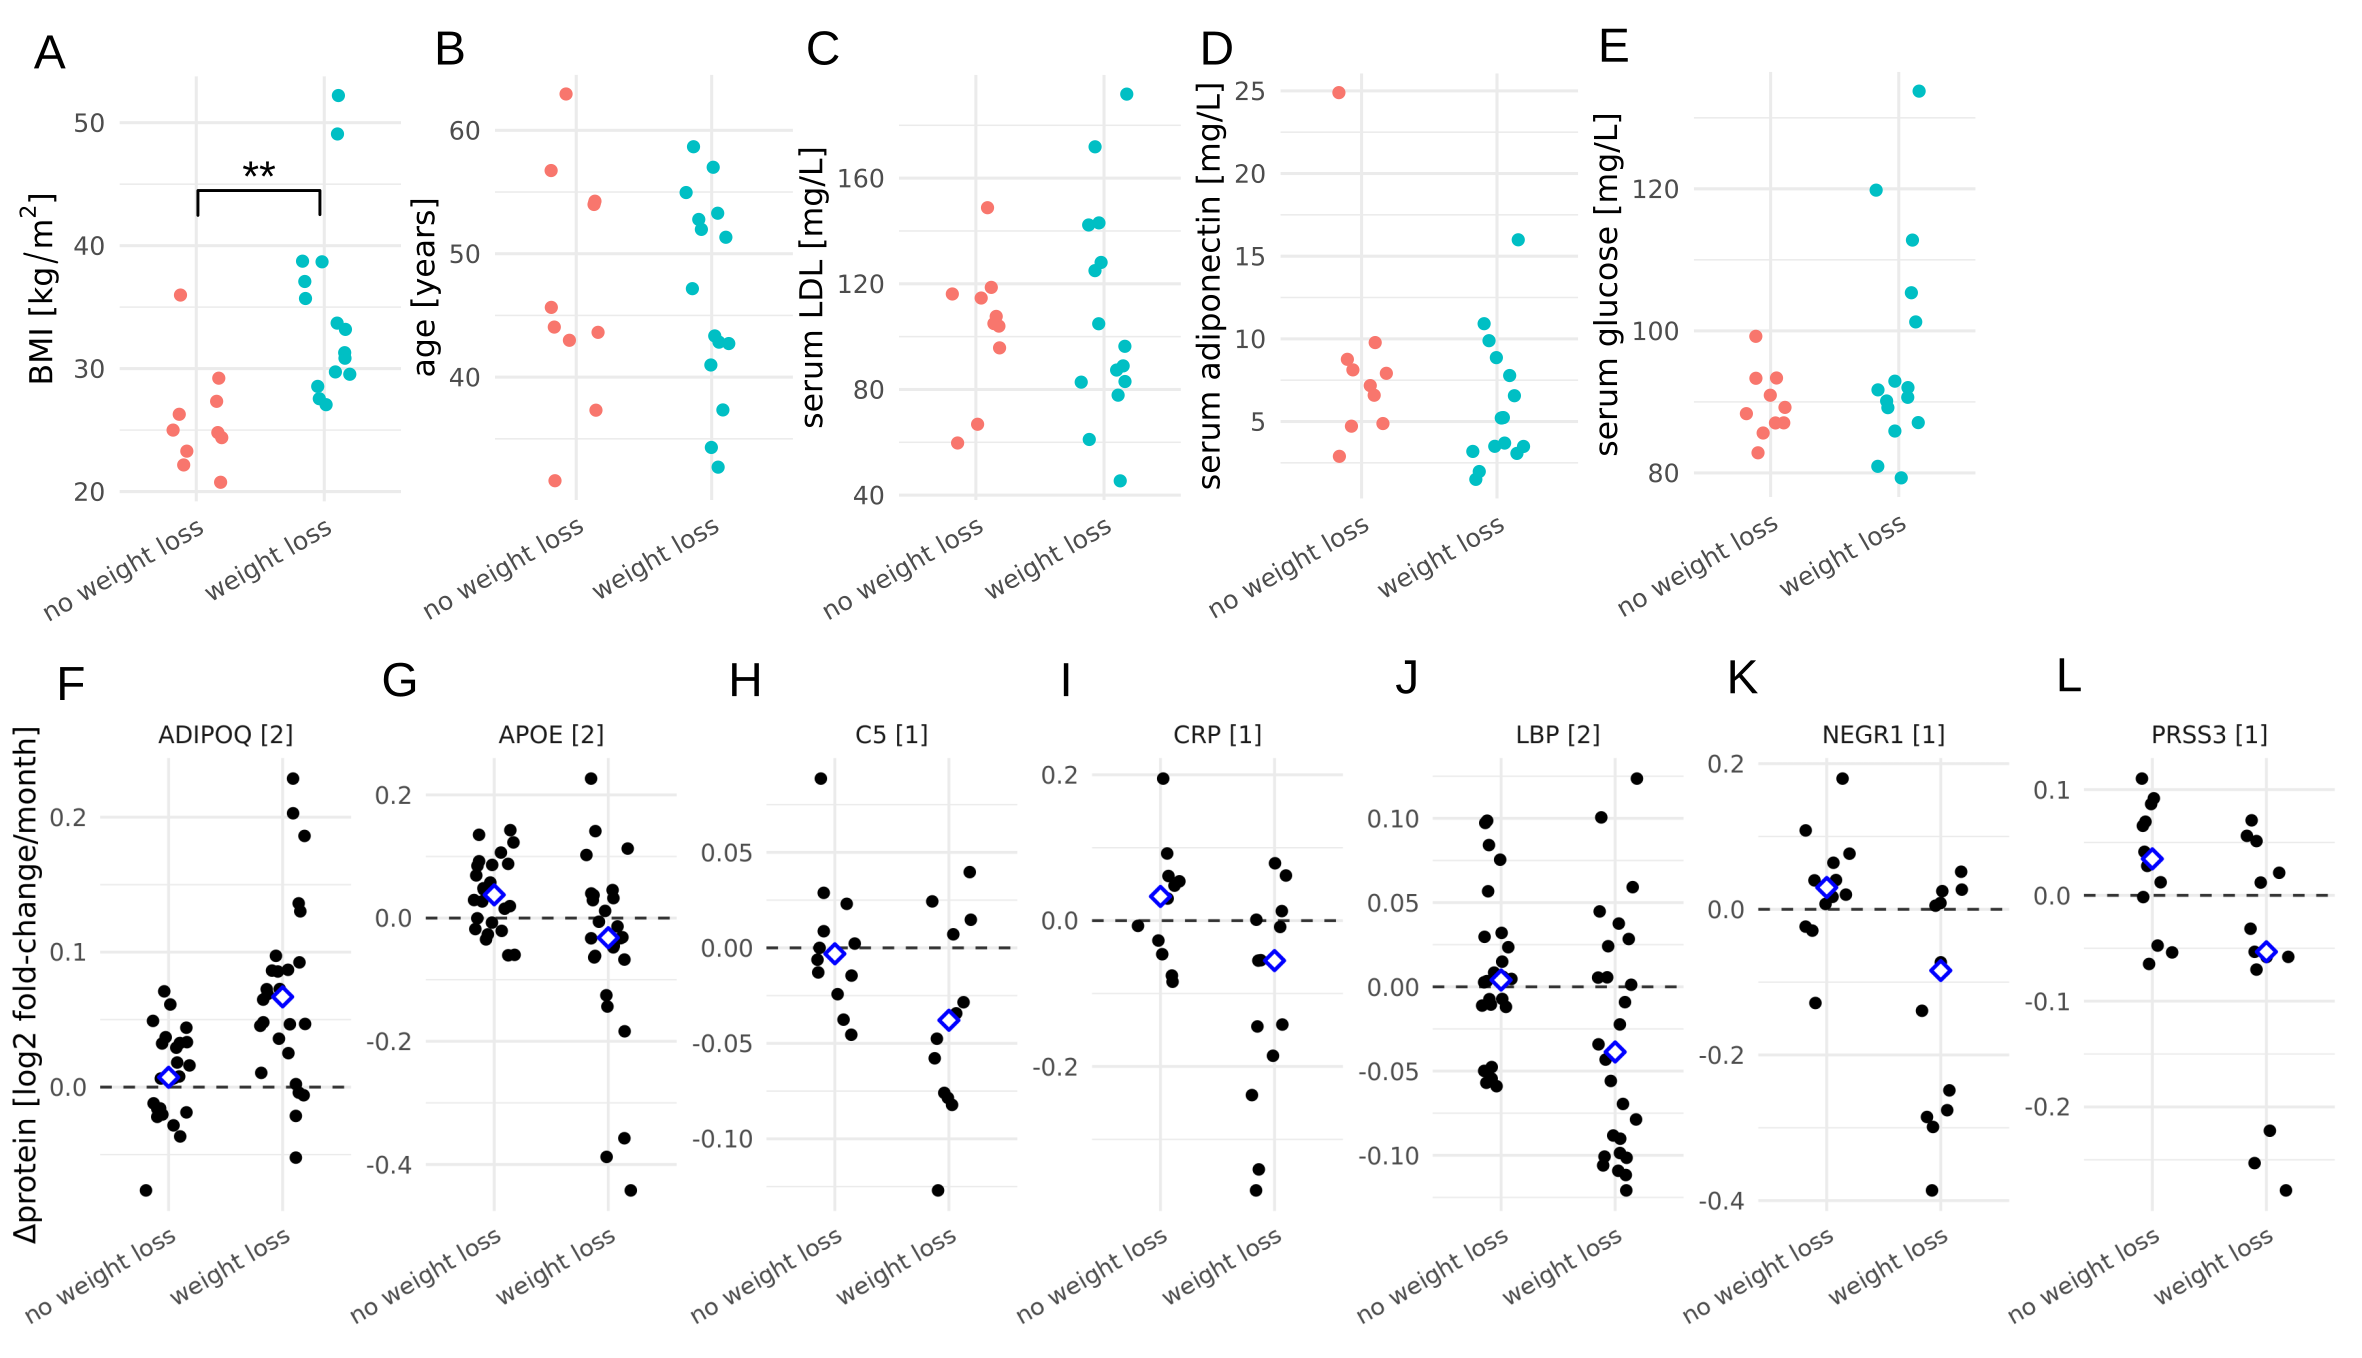 A
BMI [kg/m²]
50
40
30
20
**
no weight loss
weight loss
B
age [years]
60
50
40
no weight loss
weight loss
C
serum LDL [mg/L]
160
120
80
40
no weight loss
weight loss
D
serum adiponectin [mg/L]
25
20
15
10
5
no weight loss
weight loss
E
serum glucose [mg/L]
120
100
80
no weight loss
weight loss
F
Δprotein [log2 fold-change/month]
ADIPOQ [2]
0.2
0.1
0.0
no weight loss
weight loss
G
APOE [2]
0.2
0.0
-0.2
-0.4
no weight loss
weight loss
H
C5 [1]
0.05
0.00
-0.05
-0.10
no weight loss
weight loss
I
CRP [1]
0.2
0.0
-0.2
no weight loss
weight loss
J
LBP [2]
0.10
0.05
0.00
-0.05
-0.10
no weight loss
weight loss
K
NEGR1 [1]
0.2
0.0
-0.2
-0.4
no weight loss
weight loss
L
PRSS3 [1]
0.1
0.0
-0.1
-0.2
no weight loss
weight loss